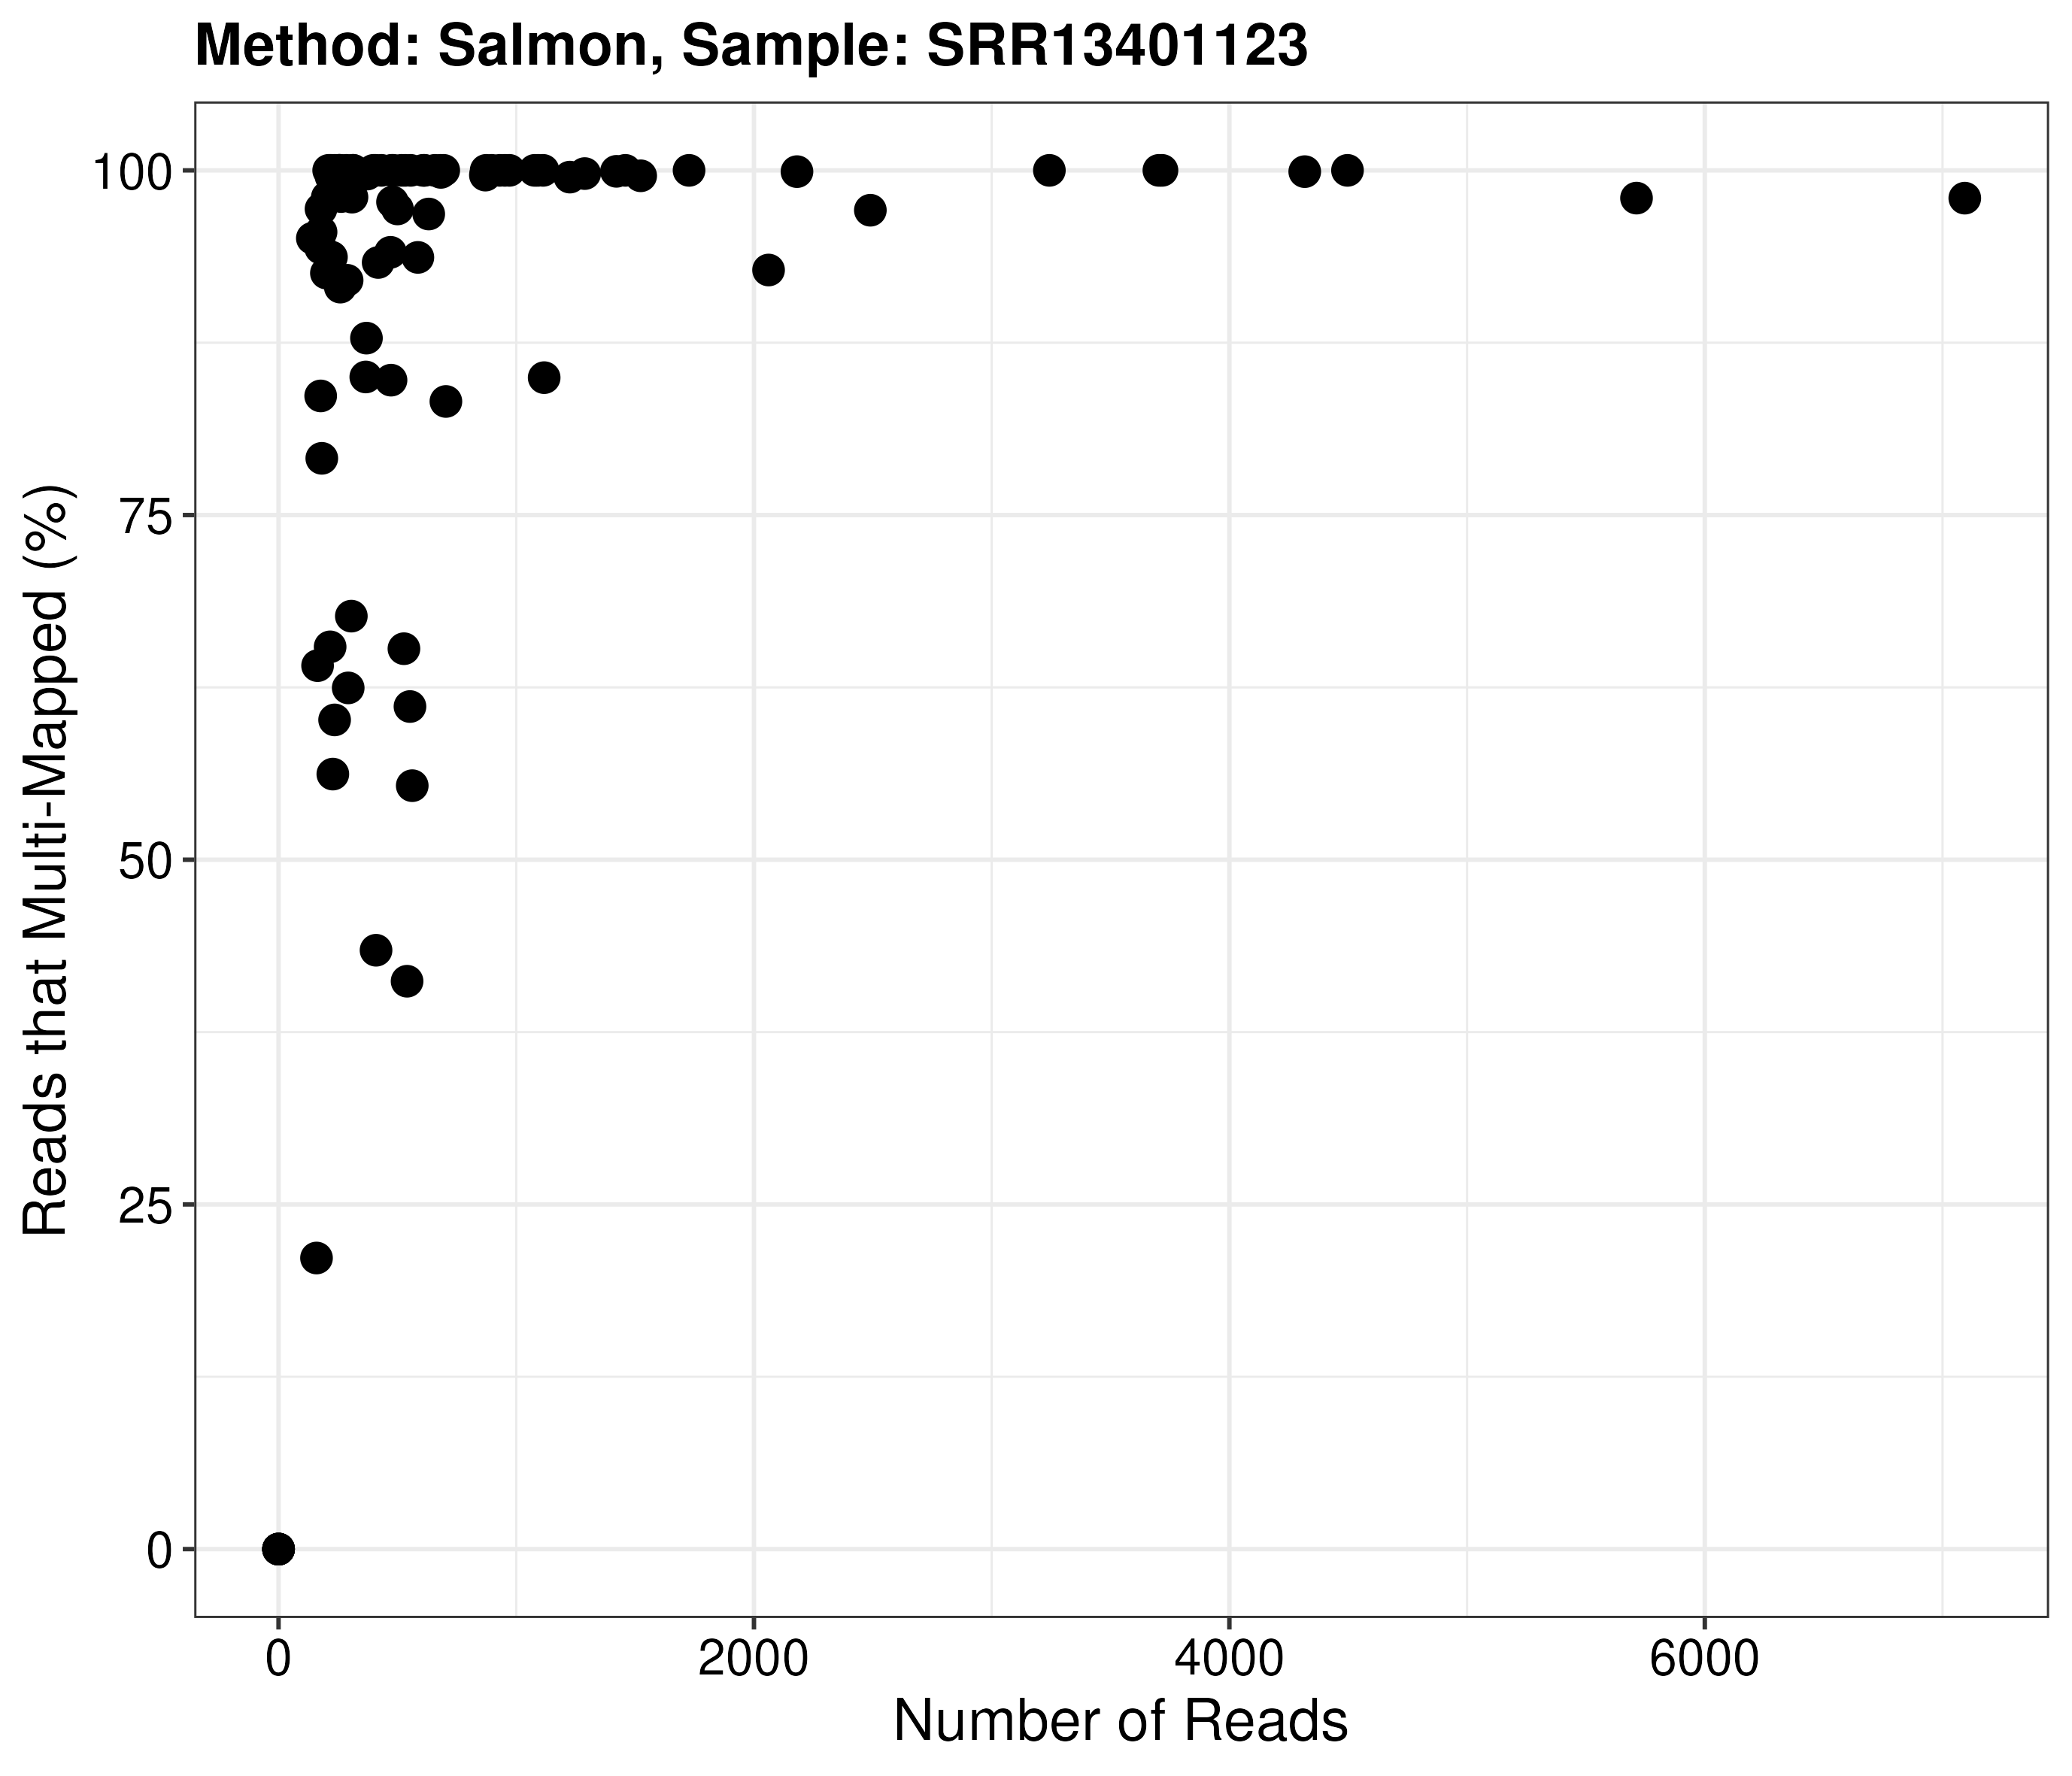 Method: Salmon, Sample: SRR13401123
Reads that Multi-Mapped (%)
100
75
50
25
0
0 2000 4000 6000
Number of Reads